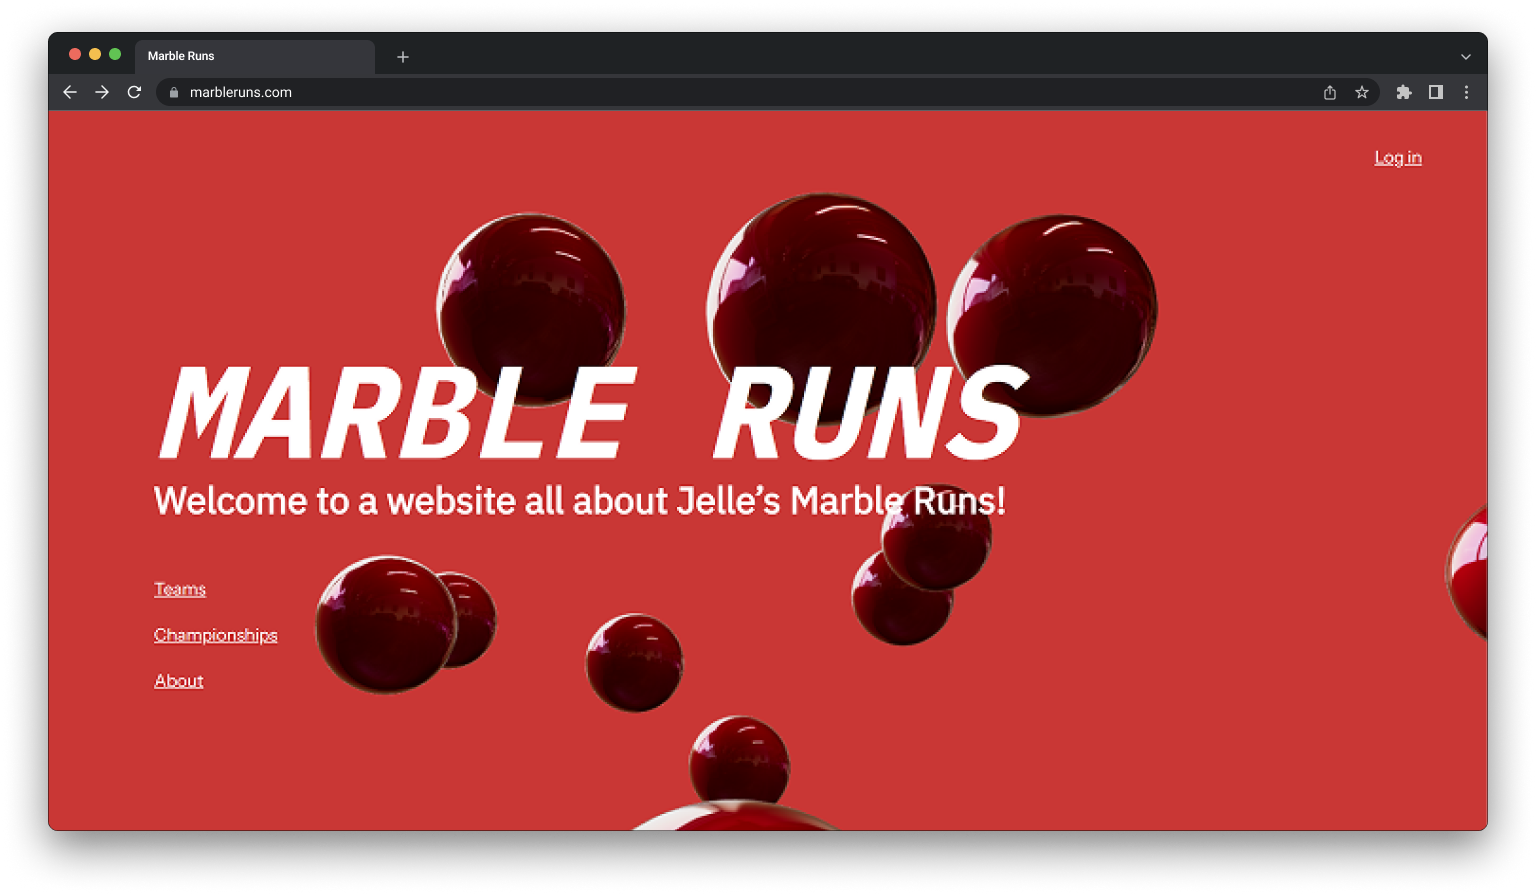 Marble Runs
marbleruns.com
Log in
MARBLE RUNS
Welcome to a website all about Jelle’s Marble Runs!
Teams
Championships
About